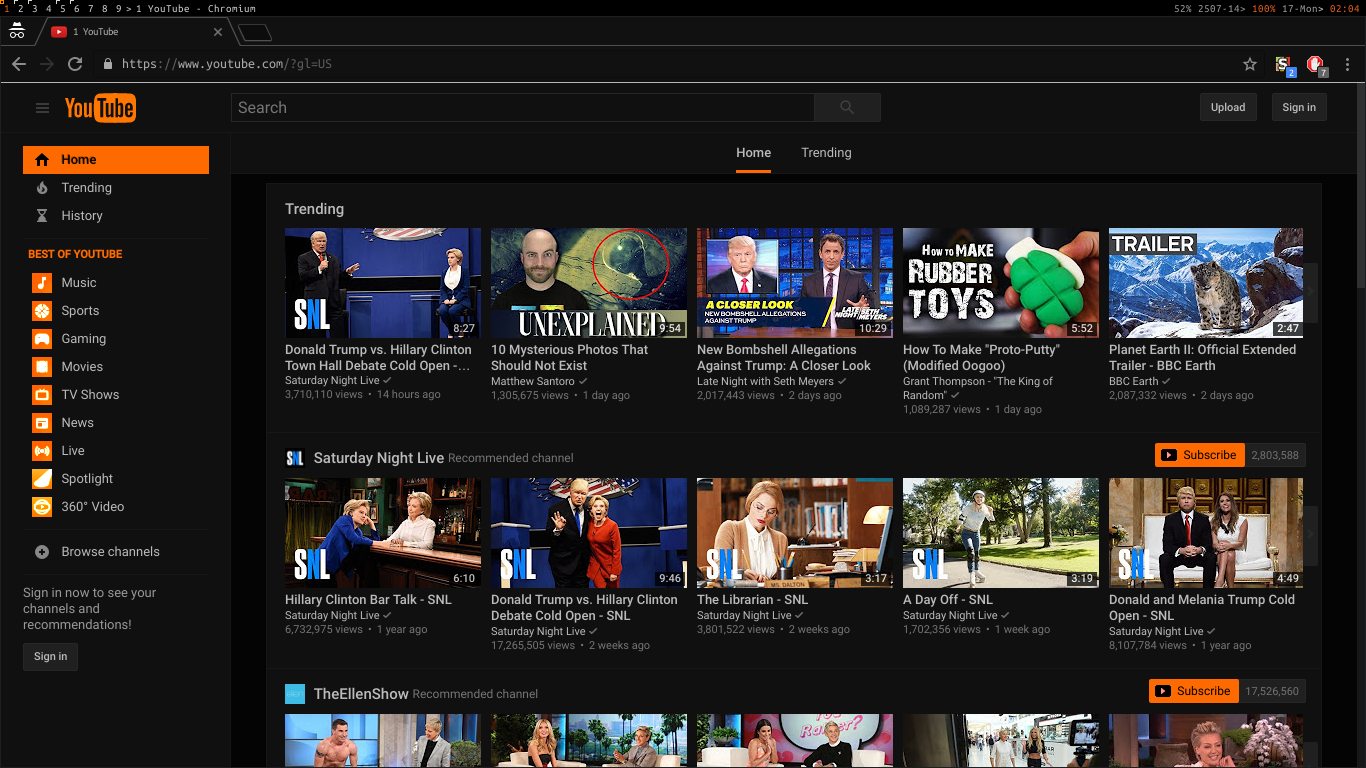 1 2 3 4 5 6 7 8 9 > 1 YouTube - Chromium
52% 2507-14> 100% 17-Mon> 02:04
1 YouTube
https://www.youtube.com/?gl=US
2
7
YouTube
Search
Upload
Sign in
Home
Trending
Home
Trending
History
BEST OF YOUTUBE
Music
Sports
Gaming
Movies
TV Shows
News
Live
Spotlight
360° Video
Browse channels
Sign in now to see your
channels and
recommendations!
Sign in
Trending
SNL
8:27
Donald Trump vs. Hillary Clinton
Town Hall Debate Cold Open -…
Saturday Night Live
3,710,110 views • 14 hours ago
UNEXPLAINED
9:54
10 Mysterious Photos That
Should Not Exist
Matthew Santoro
1,305,675 views • 1 day ago
A CLOSER LOOK
NEW BOMBSHELL ALLEGATIONS
AGAINST TRUMP
LATE NIGHT SETH MEYERS
10:29
New Bombshell Allegations
Against Trump: A Closer Look
Late Night with Seth Meyers
2,017,443 views • 2 days ago
HOW TO MAKE
RUBBER
TOYS
5:52
How To Make "Proto-Putty"
(Modified Oogoo)
Grant Thompson - "The King of
Random"
1,089,287 views • 1 day ago
TRAILER
2:47
Planet Earth II: Official Extended
Trailer - BBC Earth
BBC Earth
2,087,332 views • 2 days ago
SNL
Saturday Night Live Recommended channel
Subscribe 2,803,588
SNL
6:10
Hillary Clinton Bar Talk - SNL
Saturday Night Live
6,732,975 views • 1 year ago
SNL
9:46
Donald Trump vs. Hillary Clinton
Debate Cold Open - SNL
Saturday Night Live
17,265,505 views • 2 weeks ago
MS. DALTON
SNL
3:17
The Librarian - SNL
Saturday Night Live
3,801,522 views • 2 weeks ago
SNL
3:19
A Day Off - SNL
Saturday Night Live
1,702,356 views • 1 week ago
SNL
4:49
Donald and Melania Trump Cold
Open - SNL
Saturday Night Live
8,107,784 views • 1 year ago
TheEllenShow Recommended channel
Subscribe 17,526,560